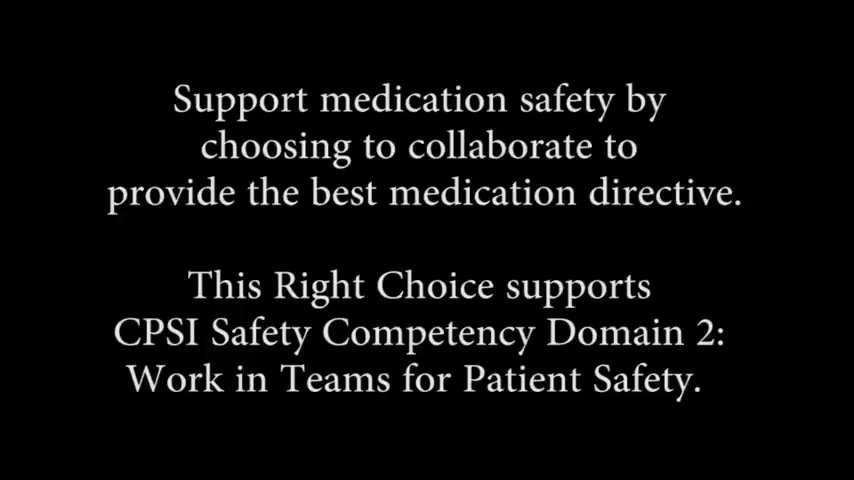 Support medication safety by
choosing to collaborate to
provide the best medication directive.
This Right Choice supports
CPSI Safety Competency Domain 2:
Work in Teams for Patient Safety.